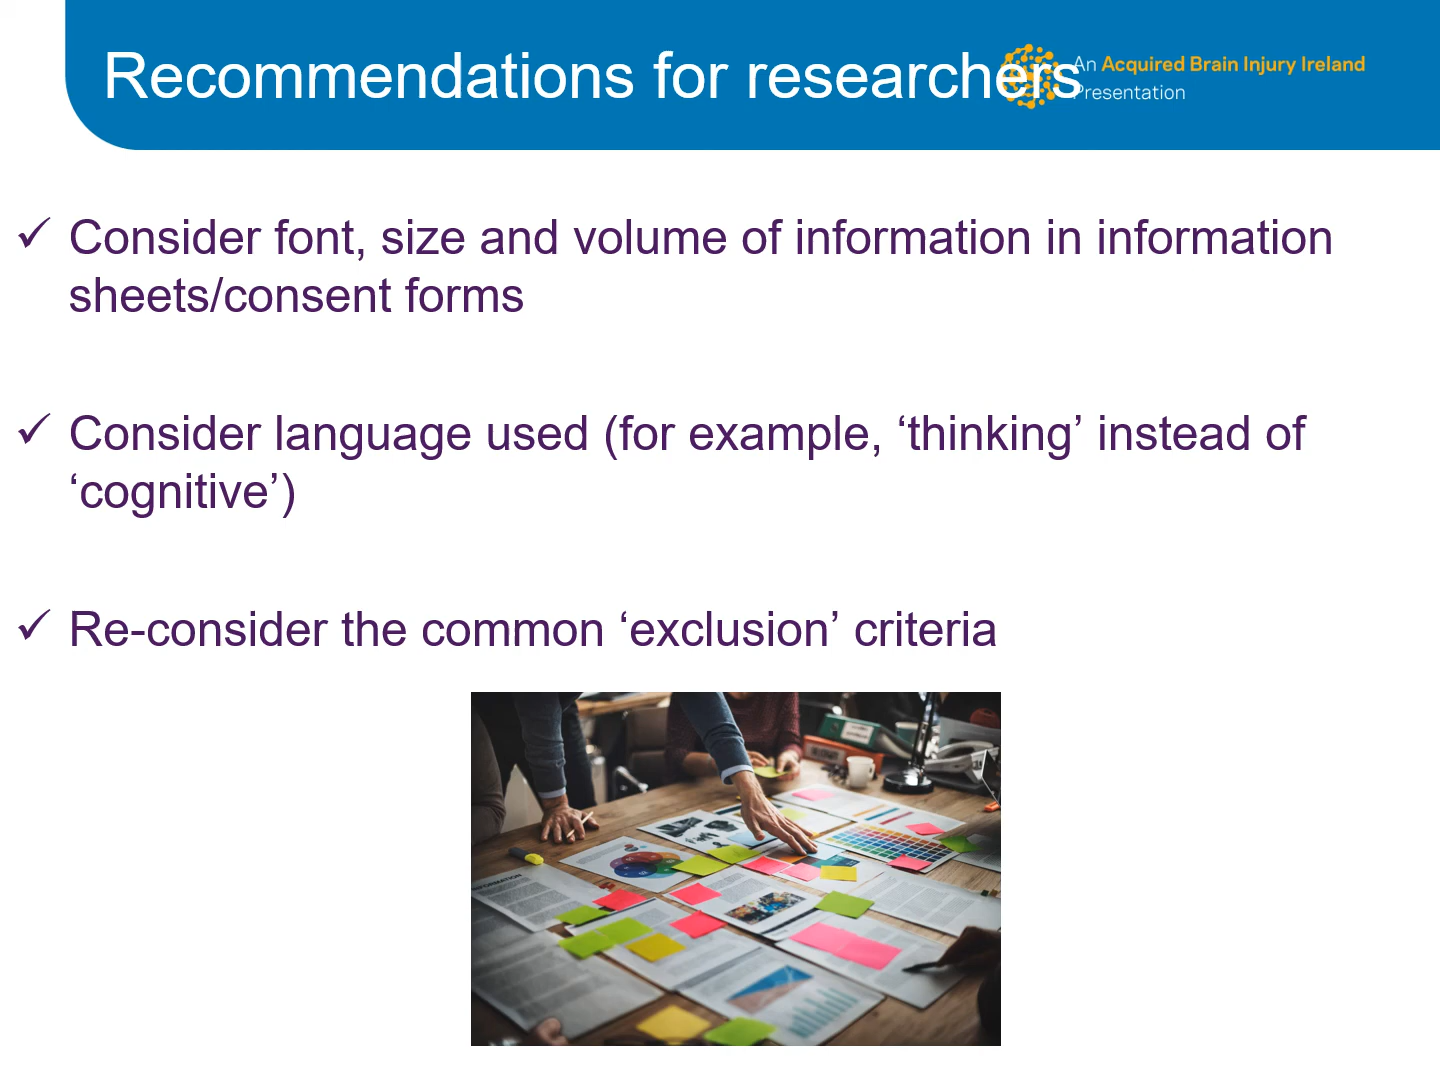 Recommendations for researchers
An Acquired Brain Injury Ireland
Presentation
✓ Consider font, size and volume of information in information
sheets/consent forms
✓ Consider language used (for example, ‘thinking’ instead of
‘cognitive’)
✓ Re-consider the common ‘exclusion’ criteria